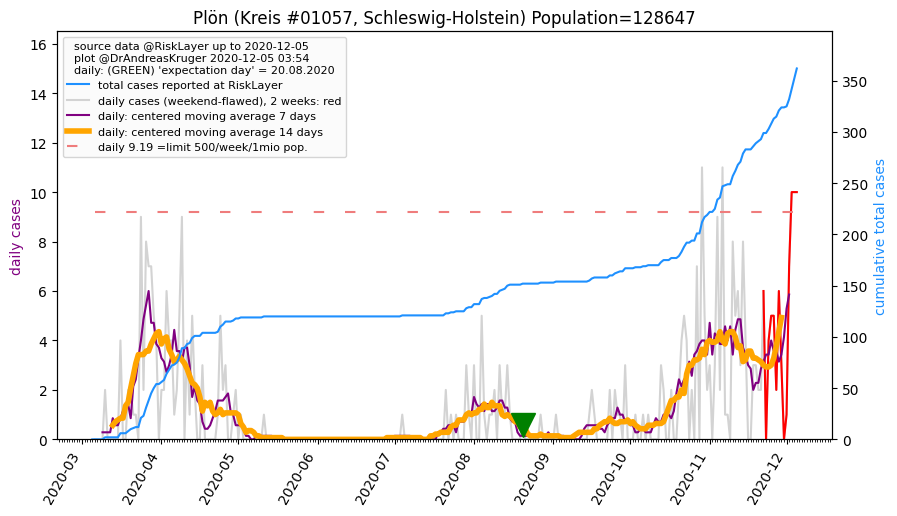 Plön (Kreis #01057, Schleswig-Holstein) Population=128647
source data @RiskLayer up to 2020-12-05
plot @DrAndreasKruger 2020-12-05 03:54
daily: (GREEN) 'expectation day' = 20.08.2020
total cases reported at RiskLayer
daily cases (weekend-flawed), 2 weeks: red
daily: centered moving average 7 days
daily: centered moving average 14 days
daily 9.19 =limit 500/week/1mio pop.
daily cases
16
14
12
10
8
6
4
2
0
cumulative total cases
350
300
250
200
150
100
50
0
2020-03
2020-04
2020-05
2020-06
2020-07
2020-08
2020-09
2020-10
2020-11
2020-12